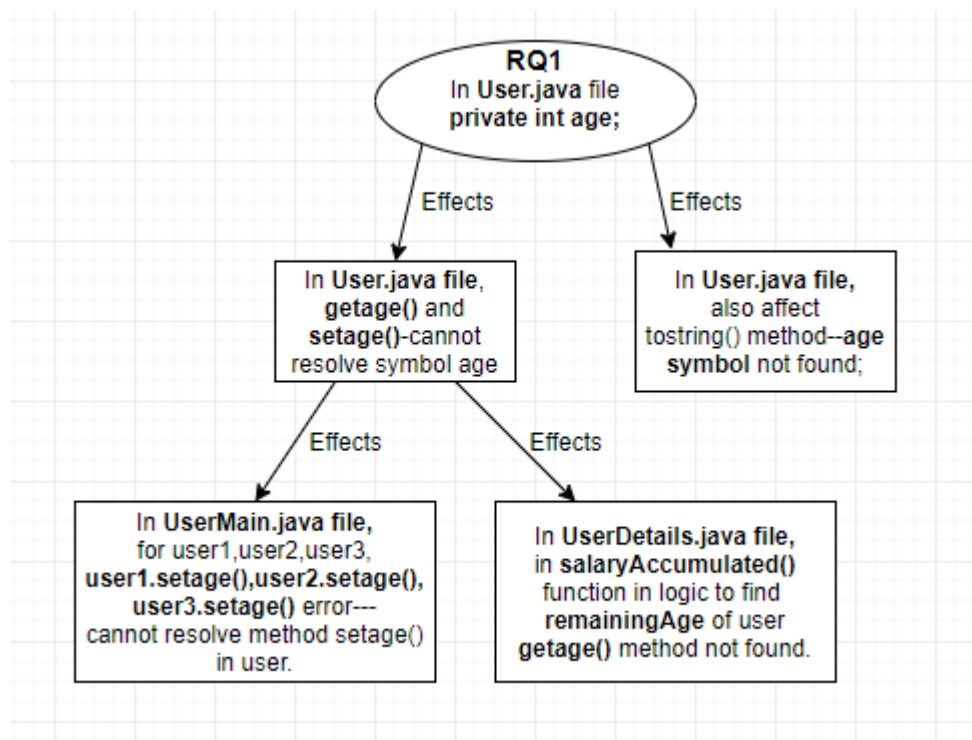 RQ1
In User.java file
private int age;
Effects
Effects
In User.java file,
getage() and
setage()-cannot
resolve symbol age
In User.java file,
also affect
tostring() method--age
symbol not found;
Effects
Effects
In UserMain.java file,
for user1,user2,user3,
user1.setage(),user2.setage(),
user3.setage() error---
cannot resolve method setage()
in user.
In UserDetails.java file,
in salaryAccumulated()
function in logic to find
remainingAge of user
getage() method not found.